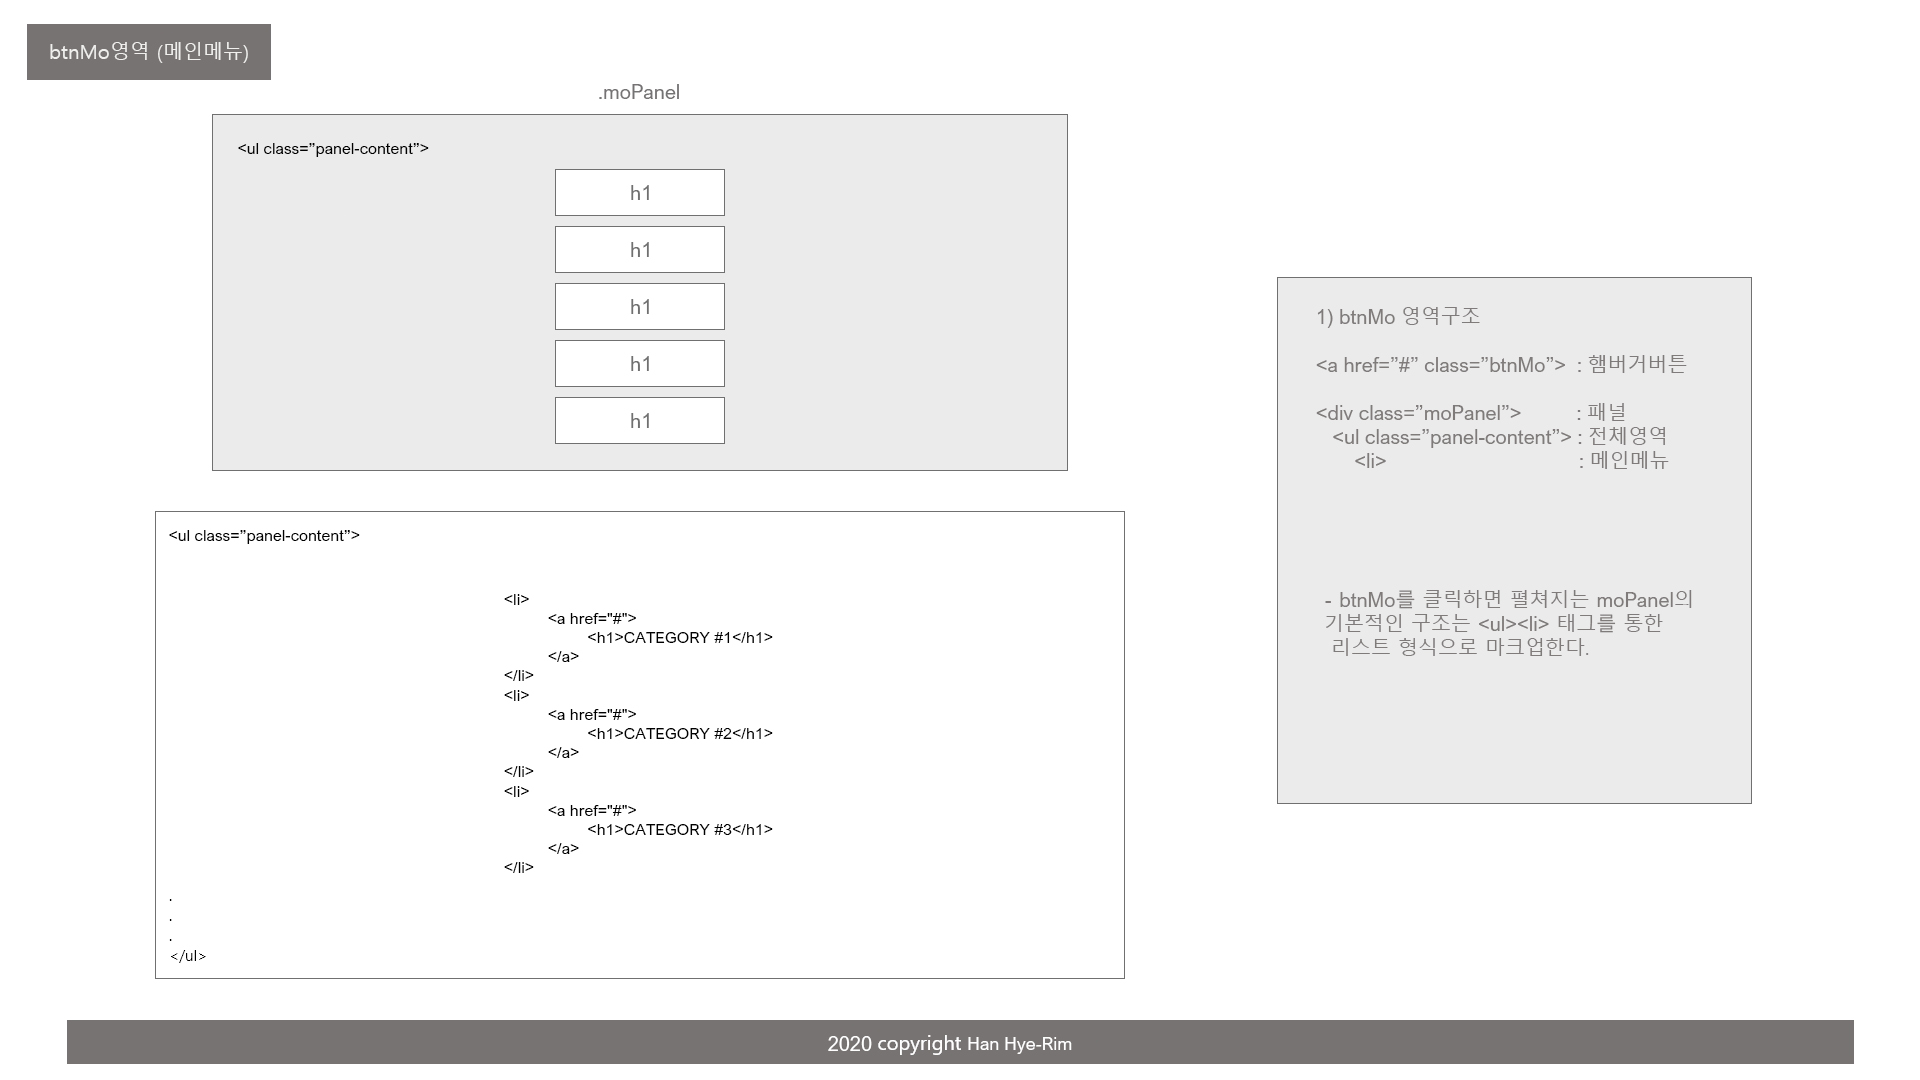 btnMo영역 (메인메뉴)
.moPanel
<ul class=”panel-content”>
h1
h1
h1
h1
h1
<ul class=”panel-content”>
<li>
<a href="#">
<h1>CATEGORY #1</h1>
</a>
</li>
<li>
<a href="#">
<h1>CATEGORY #2</h1>
</a>
</li>
<li>
<a href="#">
<h1>CATEGORY #3</h1>
</a>
</li>
.
.
.
</ul>
1) btnMo 영역구조
<a href=”#” class=”btnMo”> : 햄버거버튼
<div class=”moPanel”> : 패널
<ul class=”panel-content”> : 전체영역
<li> : 메인메뉴
- btnMo를 클릭하면 펼쳐지는 moPanel의
기본적인 구조는 <ul><li> 태그를 통한
리스트 형식으로 마크업한다.
2020 copyright Han Hye-Rim